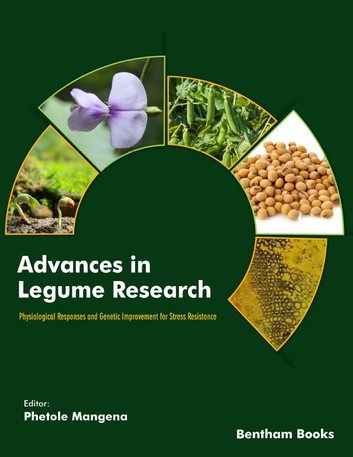 Advances in
Legume Research
Physiological Responses and Genetic Improvement for Stress Resistance
Editor:
Phetole Mangena
Bentham Books